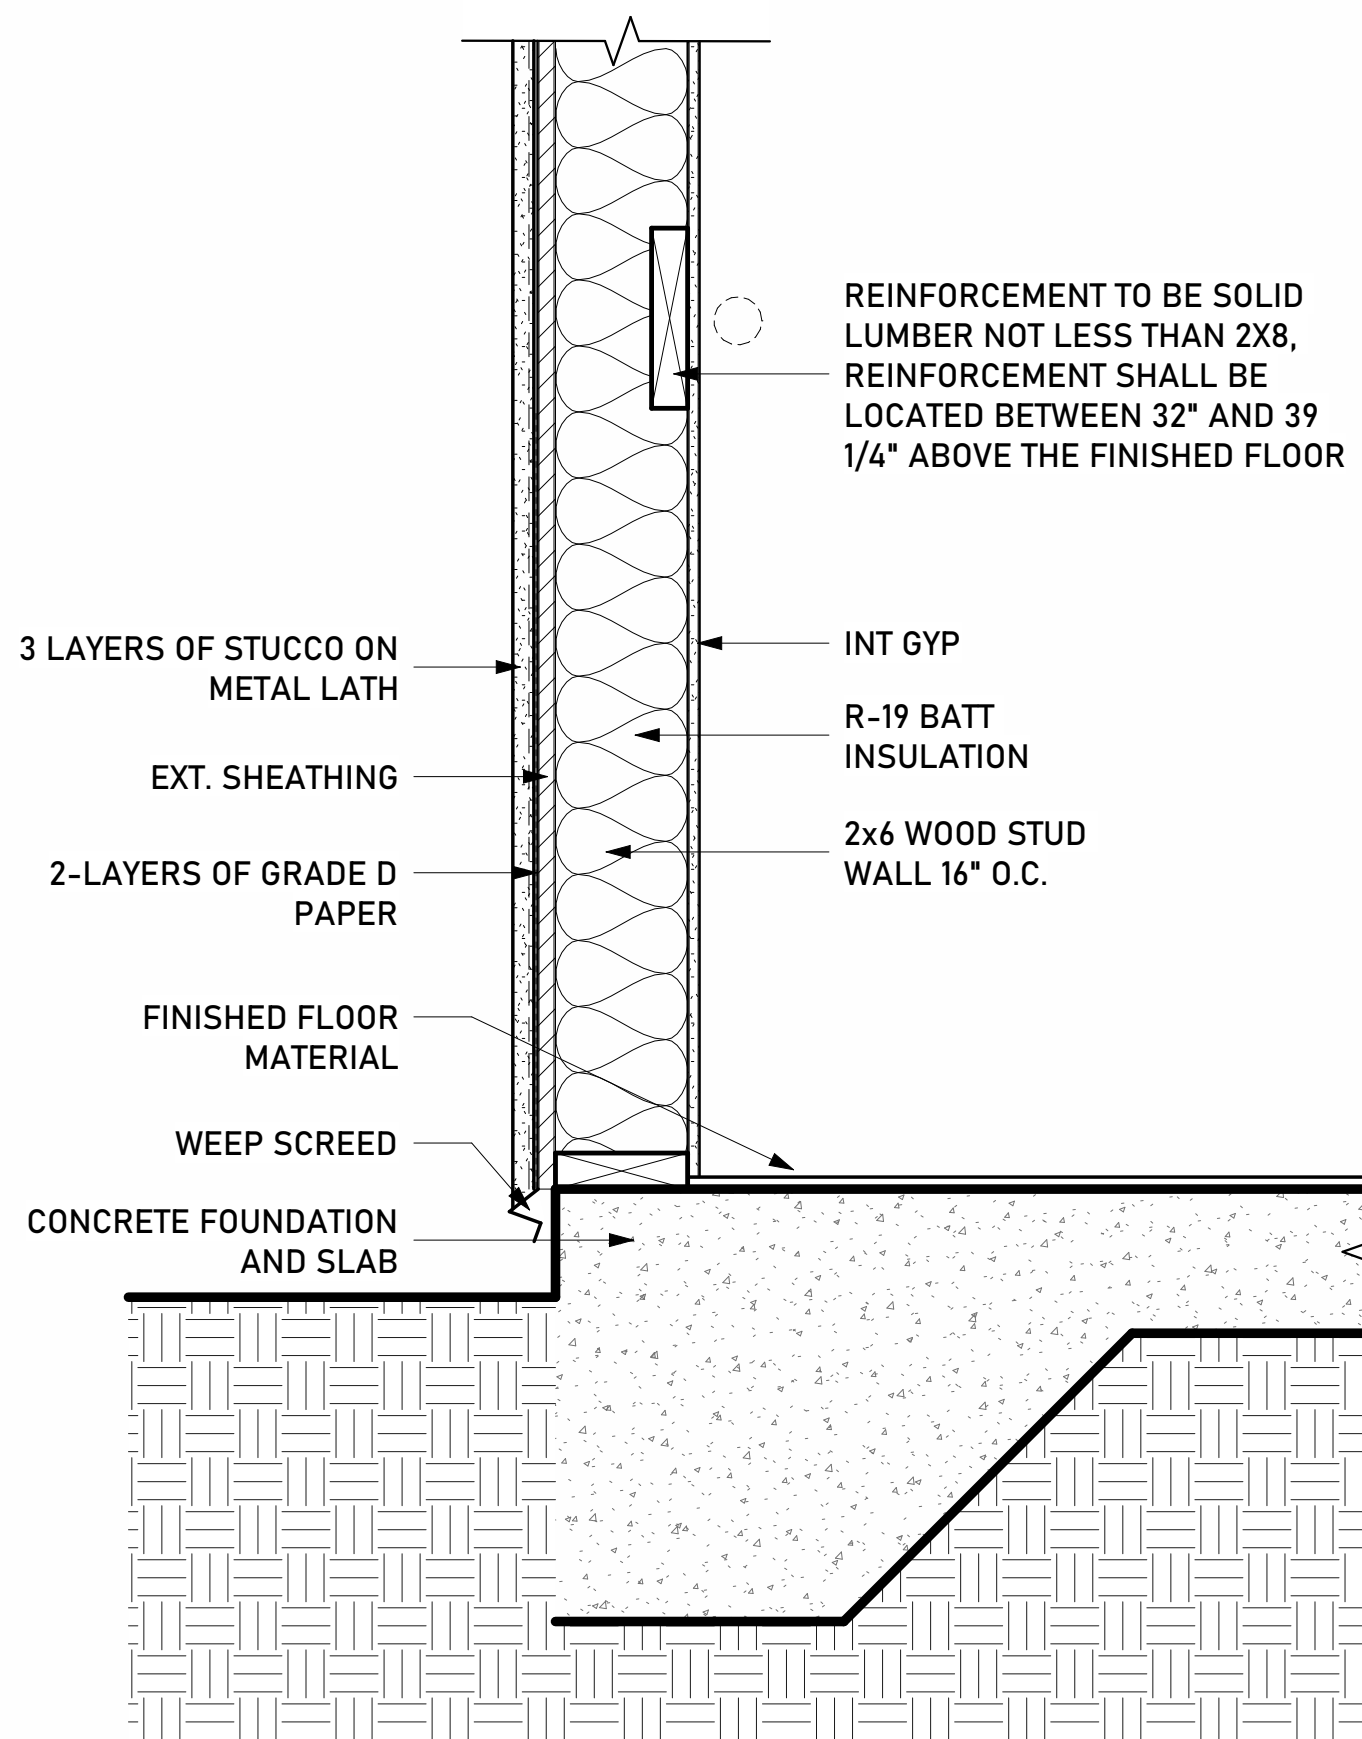 REINFORCEMENT TO BE SOLID
LUMBER NOT LESS THAN 2X8,
REINFORCEMENT SHALL BE
LOCATED BETWEEN 32" AND 39
1/4" ABOVE THE FINISHED FLOOR
3 LAYERS OF STUCCO ON
METAL LATH
INT GYP
R-19 BATT
INSULATION
EXT. SHEATHING
2x6 WOOD STUD
WALL 16" O.C.
2-LAYERS OF GRADE D
PAPER
FINISHED FLOOR
MATERIAL
WEEP SCREED
CONCRETE FOUNDATION
AND SLAB